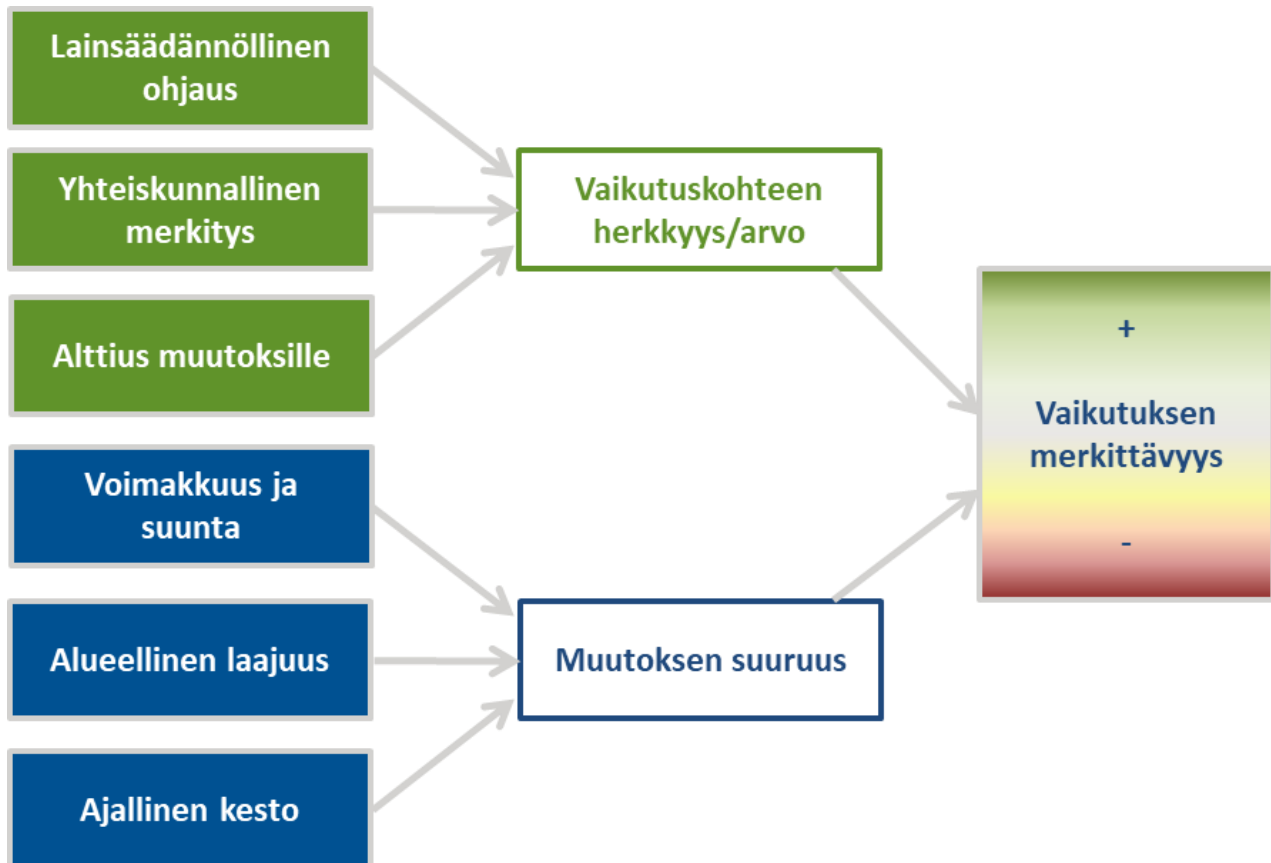 Lainsäädännöllinen
ohjaus
Yhteiskunnallinen
merkitys
Alttius muutoksille
Voimakkuus ja
suunta
Alueellinen laajuus
Ajallinen kesto
Vaikutuskohteen
herkkyys/arvo
Muutoksen suuruus
+
Vaikutuksen
merkittävyys
-